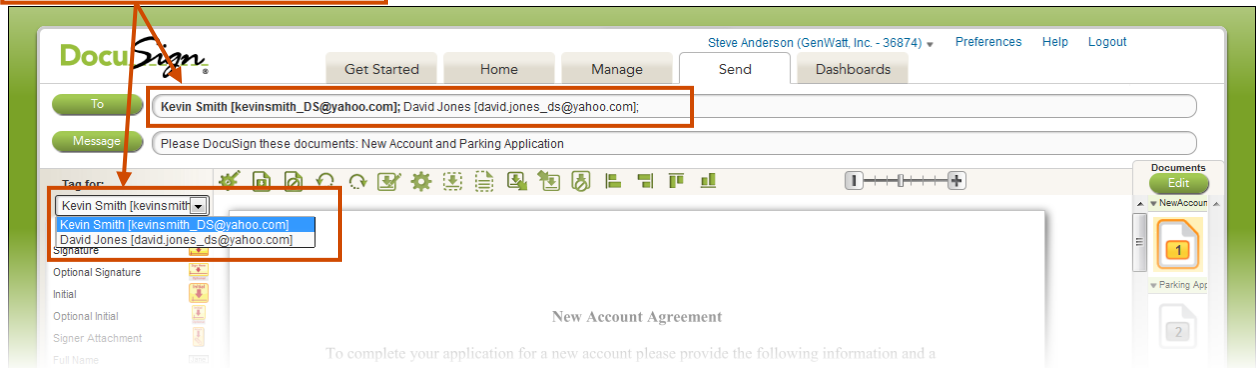 DocuSign
Steve Anderson (GenWatt, Inc. - 36874) Preferences Help Logout
Get Started Home Manage Send Dashboards
To Kevin Smith [kevinsmith_DS@yahoo.com]; David Jones [david.jones_ds@yahoo.com];
Message Please DocuSign these documents: New Account and Parking Application
Documents
Edit
Tag for:
Kevin Smith [kevinsmith
Kevin Smith [kevinsmith_DS@yahoo.com]
David Jones [david.jones_ds@yahoo.com]
Signature
Optional Signature
Initial
Optional Initial
Signer Attachment
Full Name
New Account Agreement
To complete your application for a new account please provide the following information and a
NewAccoun
1
Parking App
2